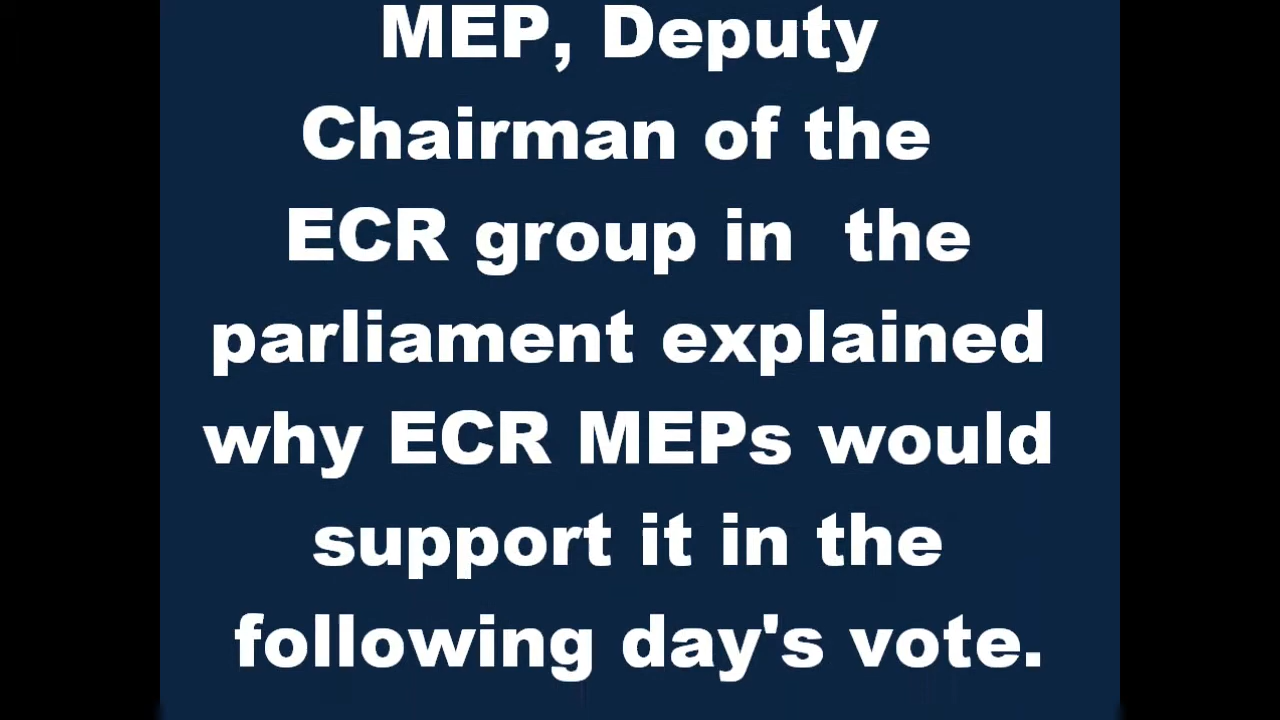 MEP, Deputy
Chairman of the
ECR group in  the
parliament explained
why ECR MEPs would
support it in the
following day's vote.